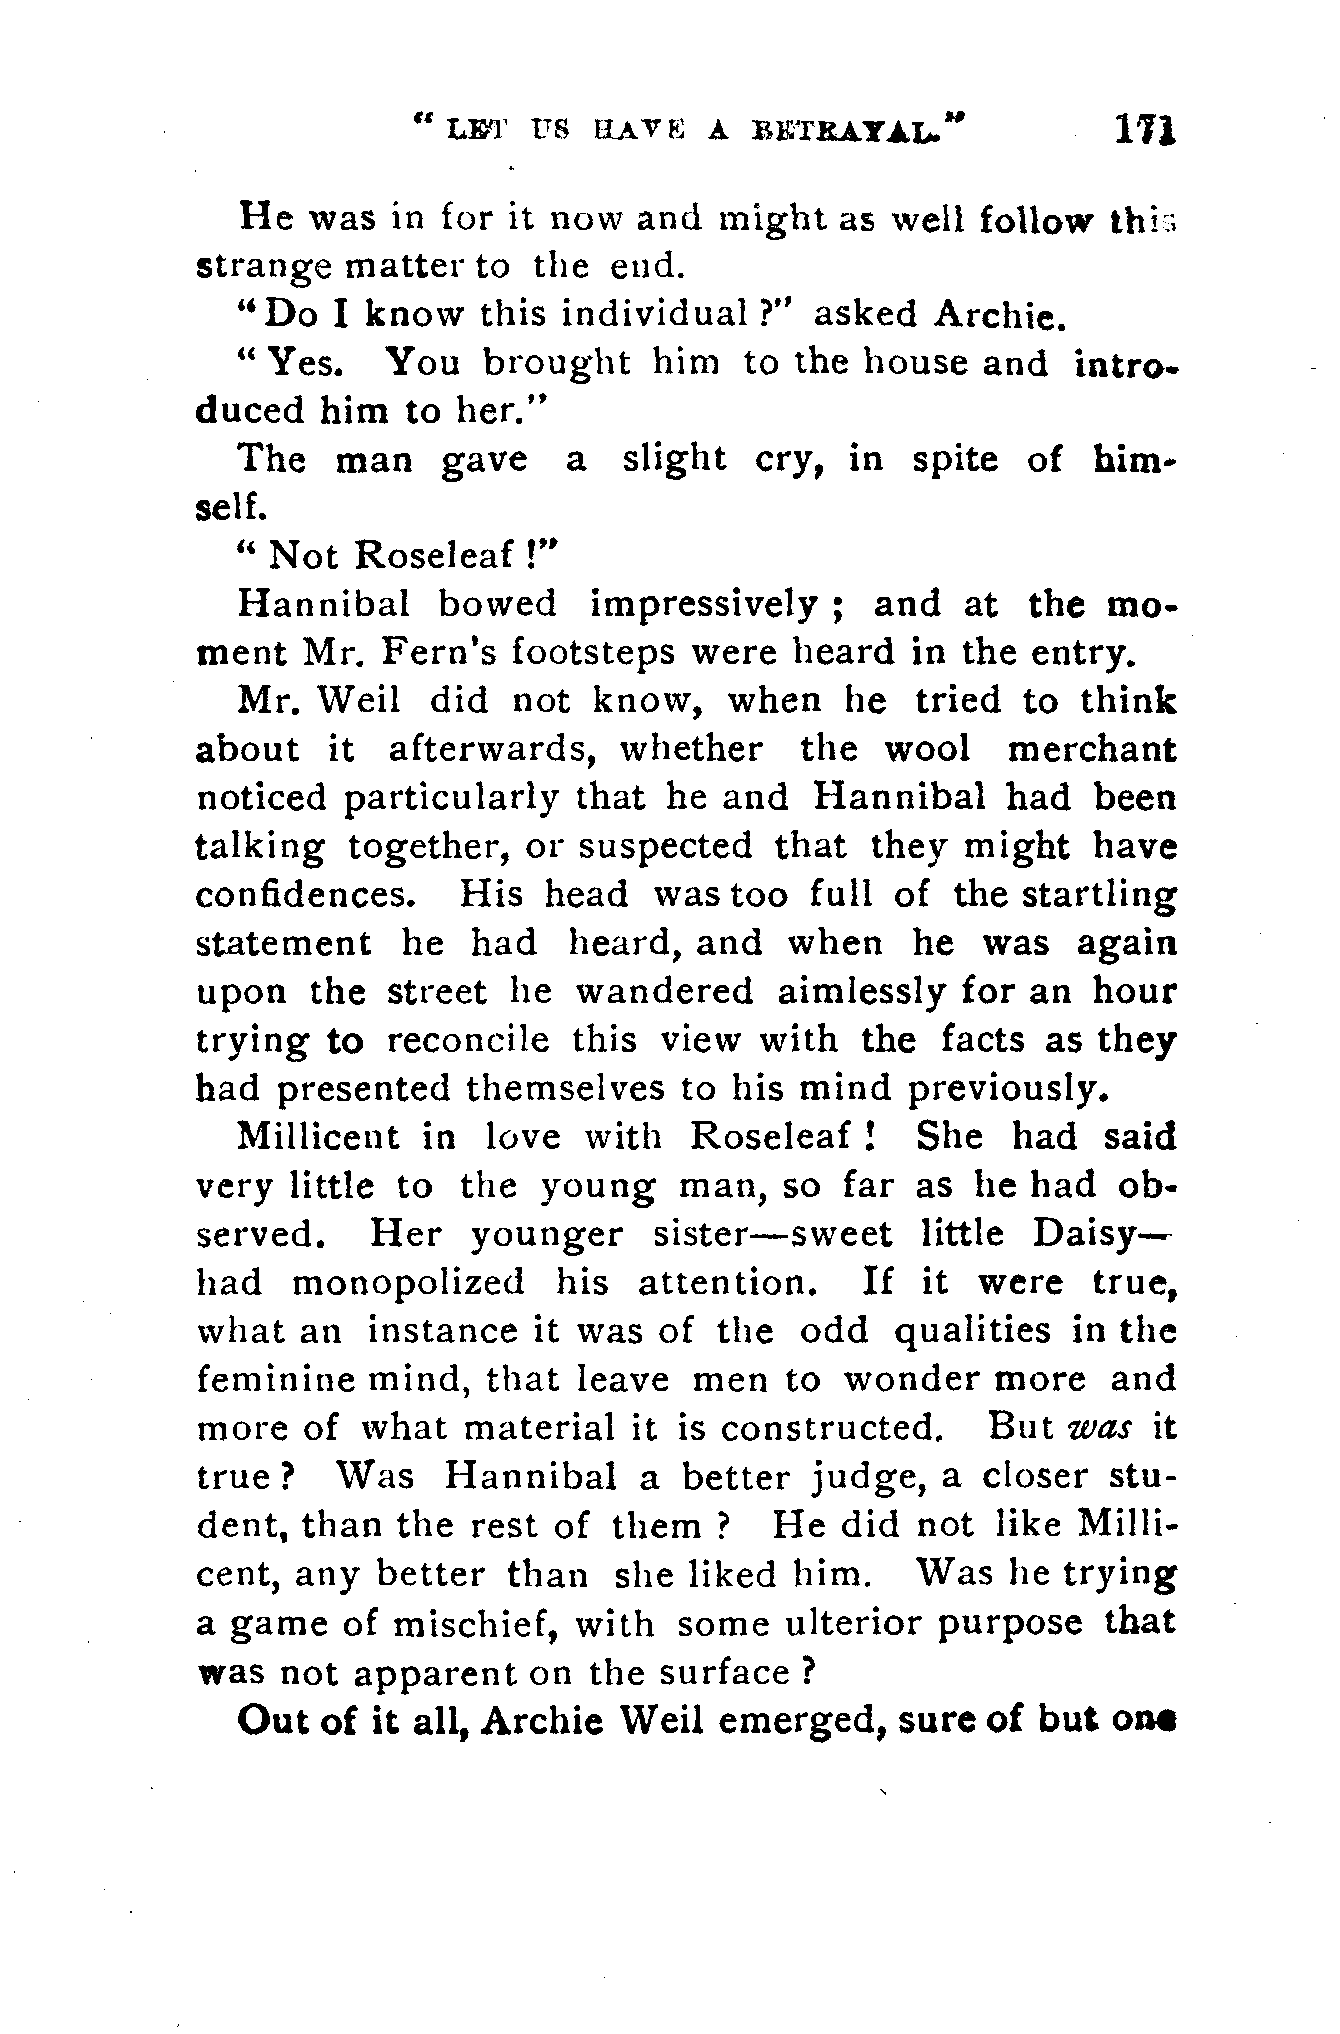 “LET US HAVE A BETRAYAL.” 171
He was in for it now and might as well follow this
strange matter to the end.
“Do I know this individual?” asked Archie.
“Yes. You brought him to the house and intro-
duced him to her.”
The man gave a slight cry, in spite of him-
self.
“Not Roseleaf!”
Hannibal bowed impressively; and at the mo-
ment Mr. Fern's footsteps were heard in the entry.
Mr. Weil did not know, when he tried to think
about it afterwards, whether the wool merchant
noticed particularly that he and Hannibal had been
talking together, or suspected that they might have
confidences. His head was too full of the startling
statement he had heard, and when he was again
upon the street he wandered aimlessly for an hour
trying to reconcile this view with the facts as they
had presented themselves to his mind previously.
Millicent in love with Roseleaf! She had said
very little to the young man, so far as he had ob-
served. Her younger sister—sweet little Daisy—
had monopolized his attention. If it were true,
what an instance it was of the odd qualities in the
feminine mind, that leave men to wonder more and
more of what material it is constructed. But was it
true? Was Hannibal a better judge, a closer stu-
dent, than the rest of them? He did not like Milli-
cent, any better than she liked him. Was he trying
a game of mischief, with some ulterior purpose that
was not apparent on the surface?
Out of it all, Archie Weil emerged, sure of but one